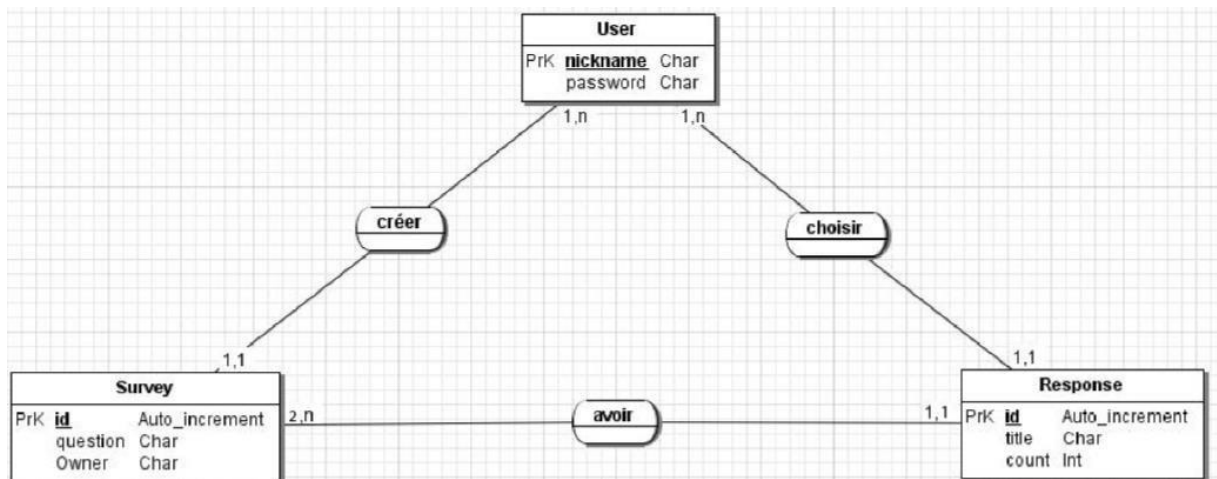 User
PrK nickname Char
password Char
1,n
1,n
créer
choisir
1,1
1,1
Survey
PrK id Auto_increment
question Char
Owner Char
2,n
avoir
1,1
Response
PrK id Auto_increment
title Char
count Int